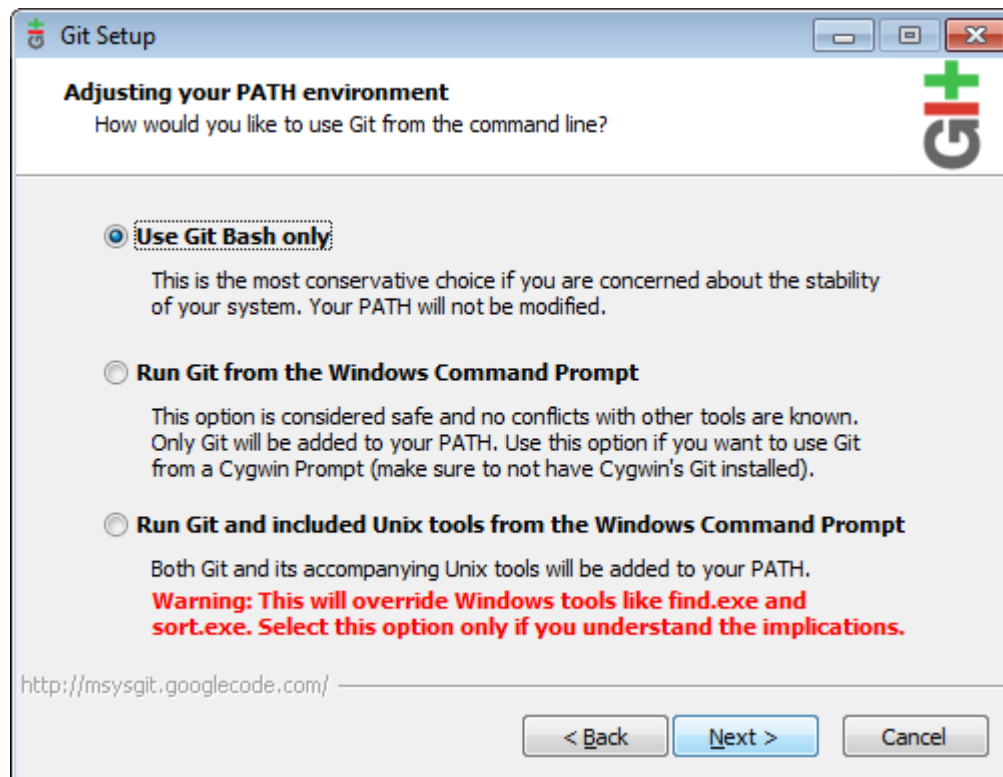 Git Setup
Adjusting your PATH environment
How would you like to use Git from the command line?
Use Git Bash only
This is the most conservative choice if you are concerned about the stability
of your system. Your PATH will not be modified.
Run Git from the Windows Command Prompt
This option is considered safe and no conflicts with other tools are known.
Only Git will be added to your PATH. Use this option if you want to use Git
from a Cygwin Prompt (make sure to not have Cygwin's Git installed).
Run Git and included Unix tools from the Windows Command Prompt
Both Git and its accompanying Unix tools will be added to your PATH.
Warning: This will override Windows tools like find.exe and
sort.exe. Select this option only if you understand the implications.
http://msysgit.googlecode.com/
< Back Next > Cancel